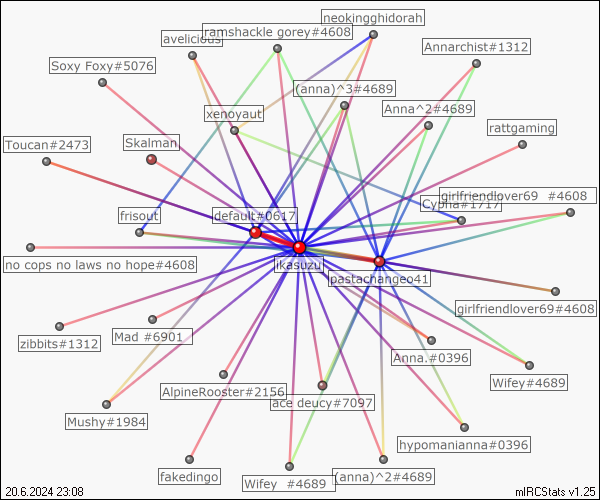 neokingghidorah
ramshackle gorey#4608
avelicious
Annarchist#1312
Soxy Foxy#5076
(anna)^3#4689
xenoyaut
Anna^2#4689
rattgaming
Toucan#2473
Skalman
girlfriendlover69 #4608
Cypha#1717
frisout
default#0617
ikasuzu
no cops no laws no hope#4608
pastachangeo41
girlfriendlover69#4608
zibbits#1312
Mad #6901
Anna.#0396
AlpineRooster#2156
Wifey#4689
ace deucy#7097
Mushy#1984
hypomanianna#0396
fakedingo
Wifey #4689
(anna)^2#4689
20.6.2024 23:08
mIRCStats v1.25